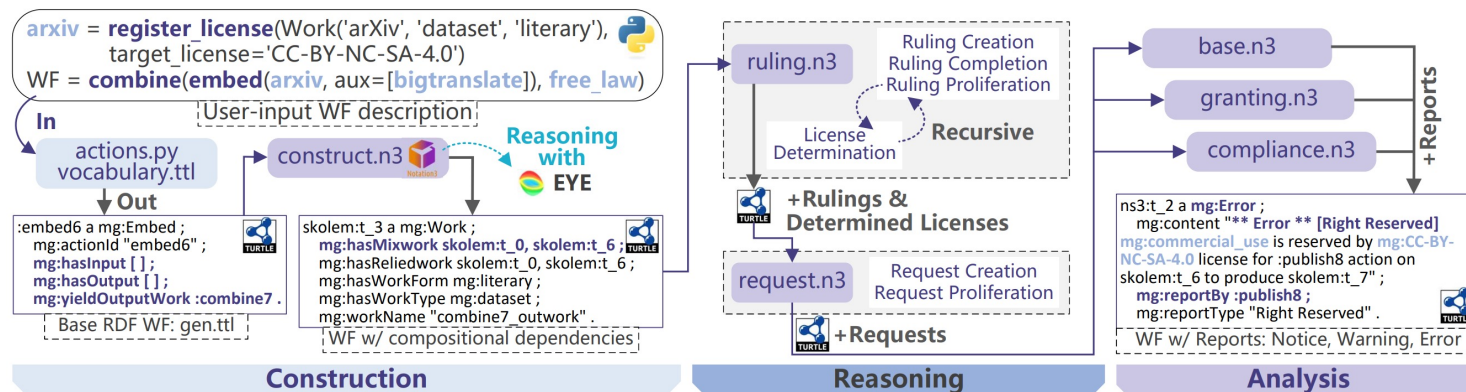 arxiv = register_license(Work('arXiv', 'dataset', 'literary'),
target_license='CC-BY-NC-SA-4.0')
WF = combine(embed(arxiv, aux=[bigtranslate]), free_law)
User-input WF description
In
actions.py
vocabulary.ttl
Out
:embed6 a mg:Embed ;
mg:actionId "embed6" ;
mg:hasInput [ ] ;
mg:hasOutput [ ] ;
mg:yieldOutputWork :combine7 .
TURTLE
Base RDF WF: gen.ttl
construct.n3
Notation3
Reasoning
with
EYE
skolem:t_3 a mg:Work ;
mg:hasMixwork skolem:t_0, skolem:t_6 ;
mg:hasReliedwork skolem:t_0, skolem:t_6 ;
mg:hasWorkForm mg:literary ;
mg:hasWorkType mg:dataset ;
mg:workName "combine7_outwork" .
TURTLE
WF w/ compositional dependencies
Construction
ruling.n3
Ruling Creation
Ruling Completion
Ruling Proliferation
License
Determination
Recursive
TURTLE
+Rulings &
Determined Licenses
request.n3
Request Creation
Request Proliferation
TURTLE
+Requests
Reasoning
base.n3
granting.n3
compliance.n3
+Reports
TURTLE
ns3:t_2 a mg:Error ;
mg:content "** Error ** [Right Reserved]
mg:commercial_use is reserved by mg:CC-BY-
NC-SA-4.0 license for :publish8 action on
skolem:t_6 to produce skolem:t_7" ;
mg:reportBy :publish8 ;
mg:reportType "Right Reserved" .
TURTLE
WF w/ Reports: Notice, Warning, Error
Analysis